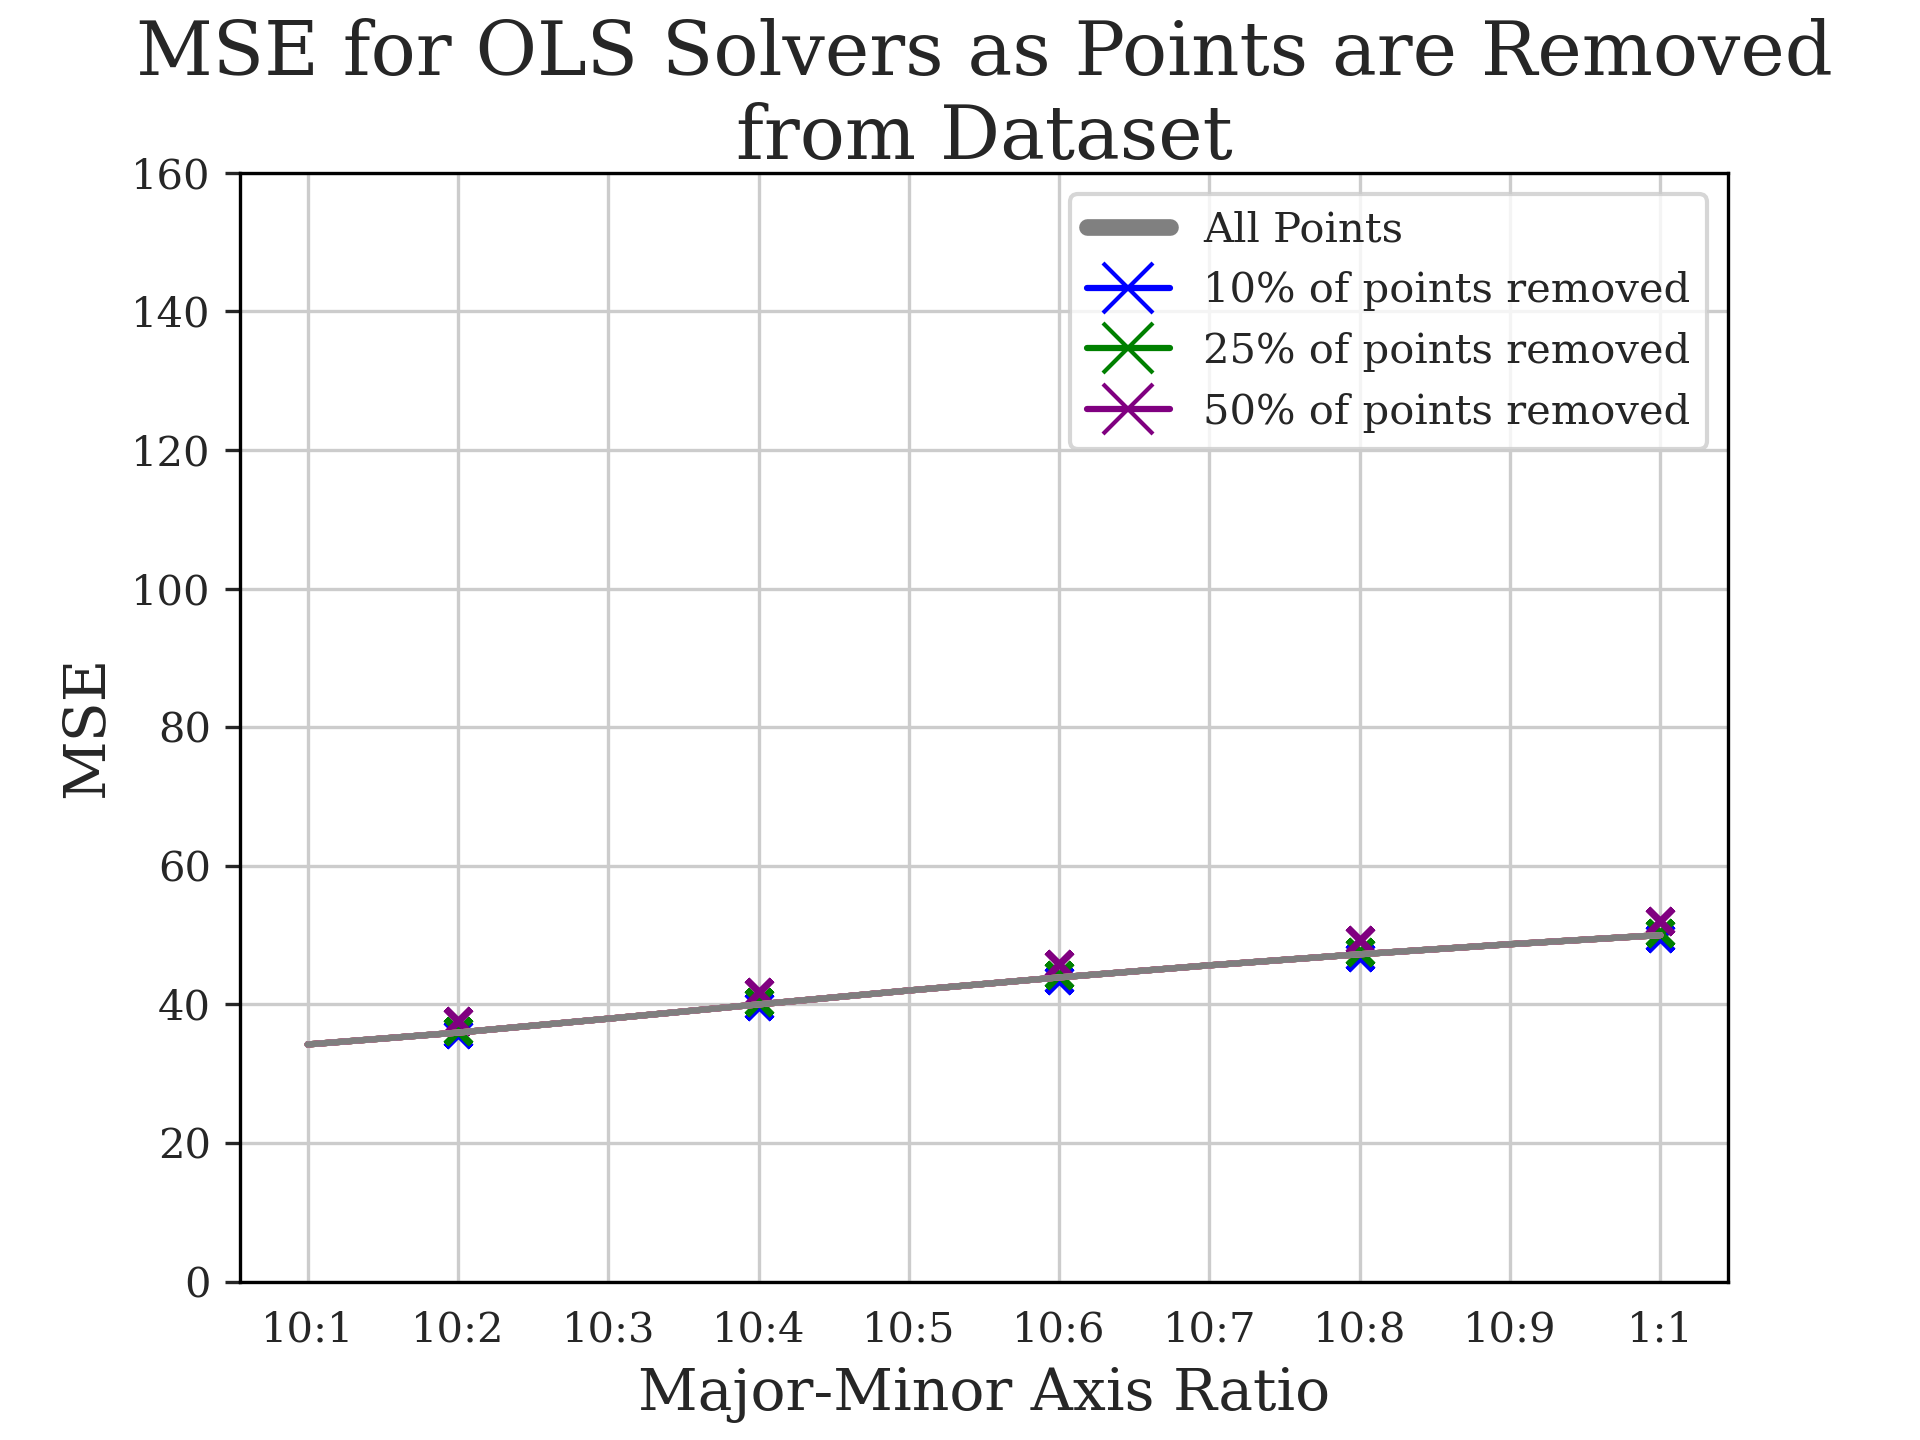 MSE for OLS Solvers as Points are Removed
from Dataset
160
140
120
100
80
60
40
20
0
MSE
All Points
10% of points removed
25% of points removed
50% of points removed
10:1 10:2 10:3 10:4 10:5 10:6 10:7 10:8 10:9 1:1
Major-Minor Axis Ratio